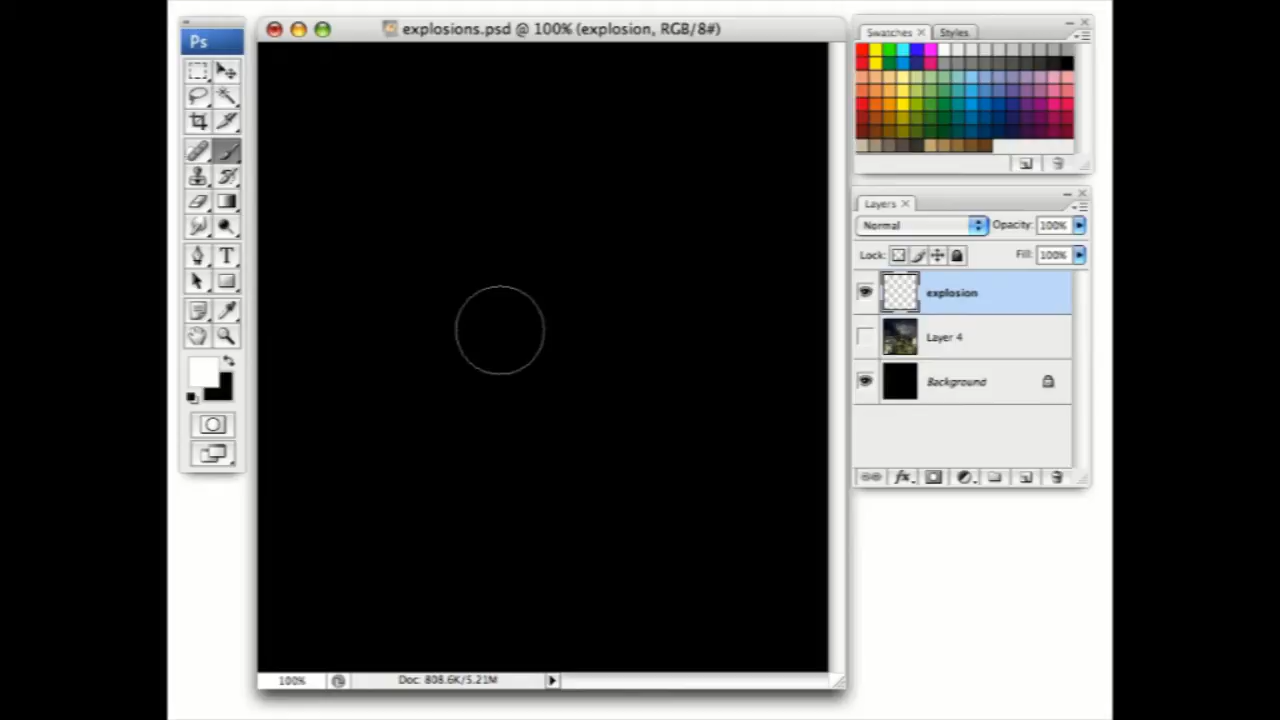 explosions.psd @ 100% (explosion, RGB/8#)
Ps
T
100%
Doc: 808.6K/5.21M
Swatches
Styles
Layers
Normal
Opacity: 100%
Lock:
Fill: 100%
explosion
Layer 4
Background
fx